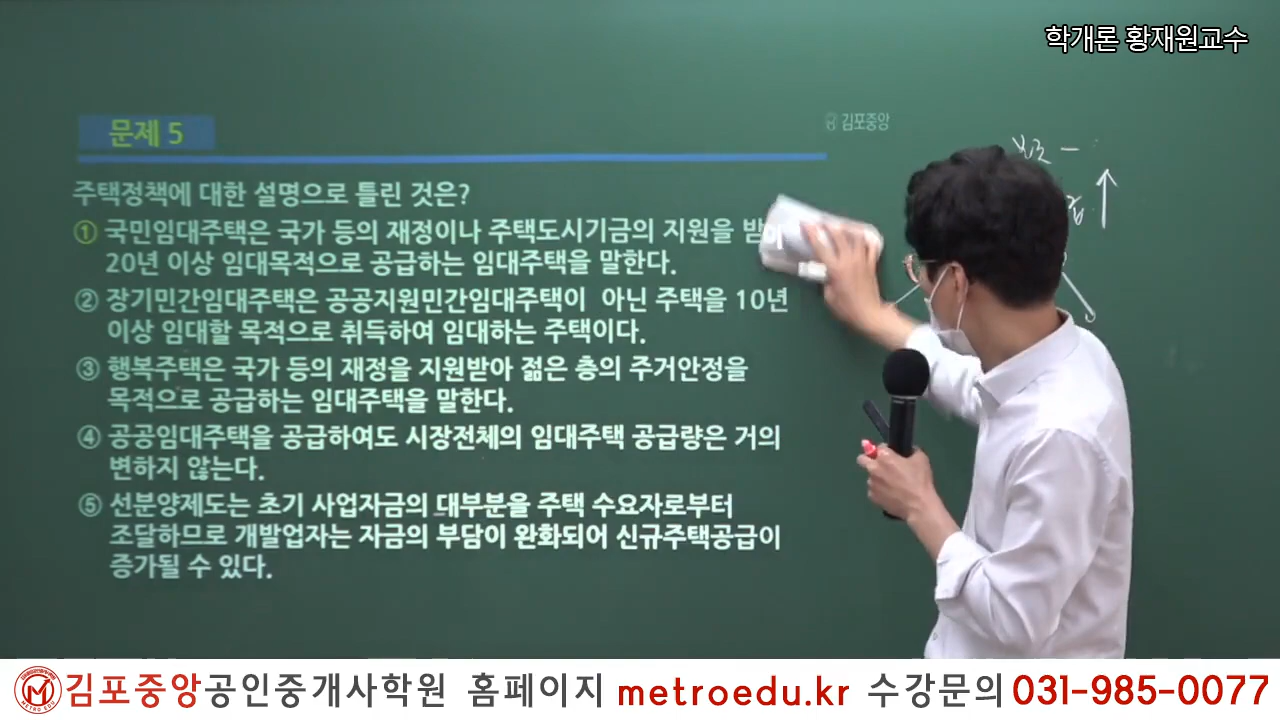 학개론 황재원교수
김포중앙
문제 5
주택정책에 대한 설명으로 틀린 것은?
① 국민임대주택은 국가 등의 재정이나 주택도시기금의 지원을 받아
20년 이상 임대목적으로 공급하는 임대주택을 말한다.
② 장기민간임대주택은 공공지원민간임대주택이 아닌 주택을 10년
이상 임대할 목적으로 취득하여 임대하는 주택이다.
③ 행복주택은 국가 등의 재정을 지원받아 젊은 층의 주거안정을
목적으로 공급하는 임대주택을 말한다.
④ 공공임대주택을 공급하여도 시장전체의 임대주택 공급량은 거의
변하지 않는다.
⑤ 선분양제도는 초기 사업자금의 대부분을 주택 수요자로부터
조달하므로 개발업자는 자금의 부담이 완화되어 신규주택공급이
증가될 수 있다.
김포중앙공인중개사학원 홈페이지 metroedu.kr 수강문의 031-985-0077